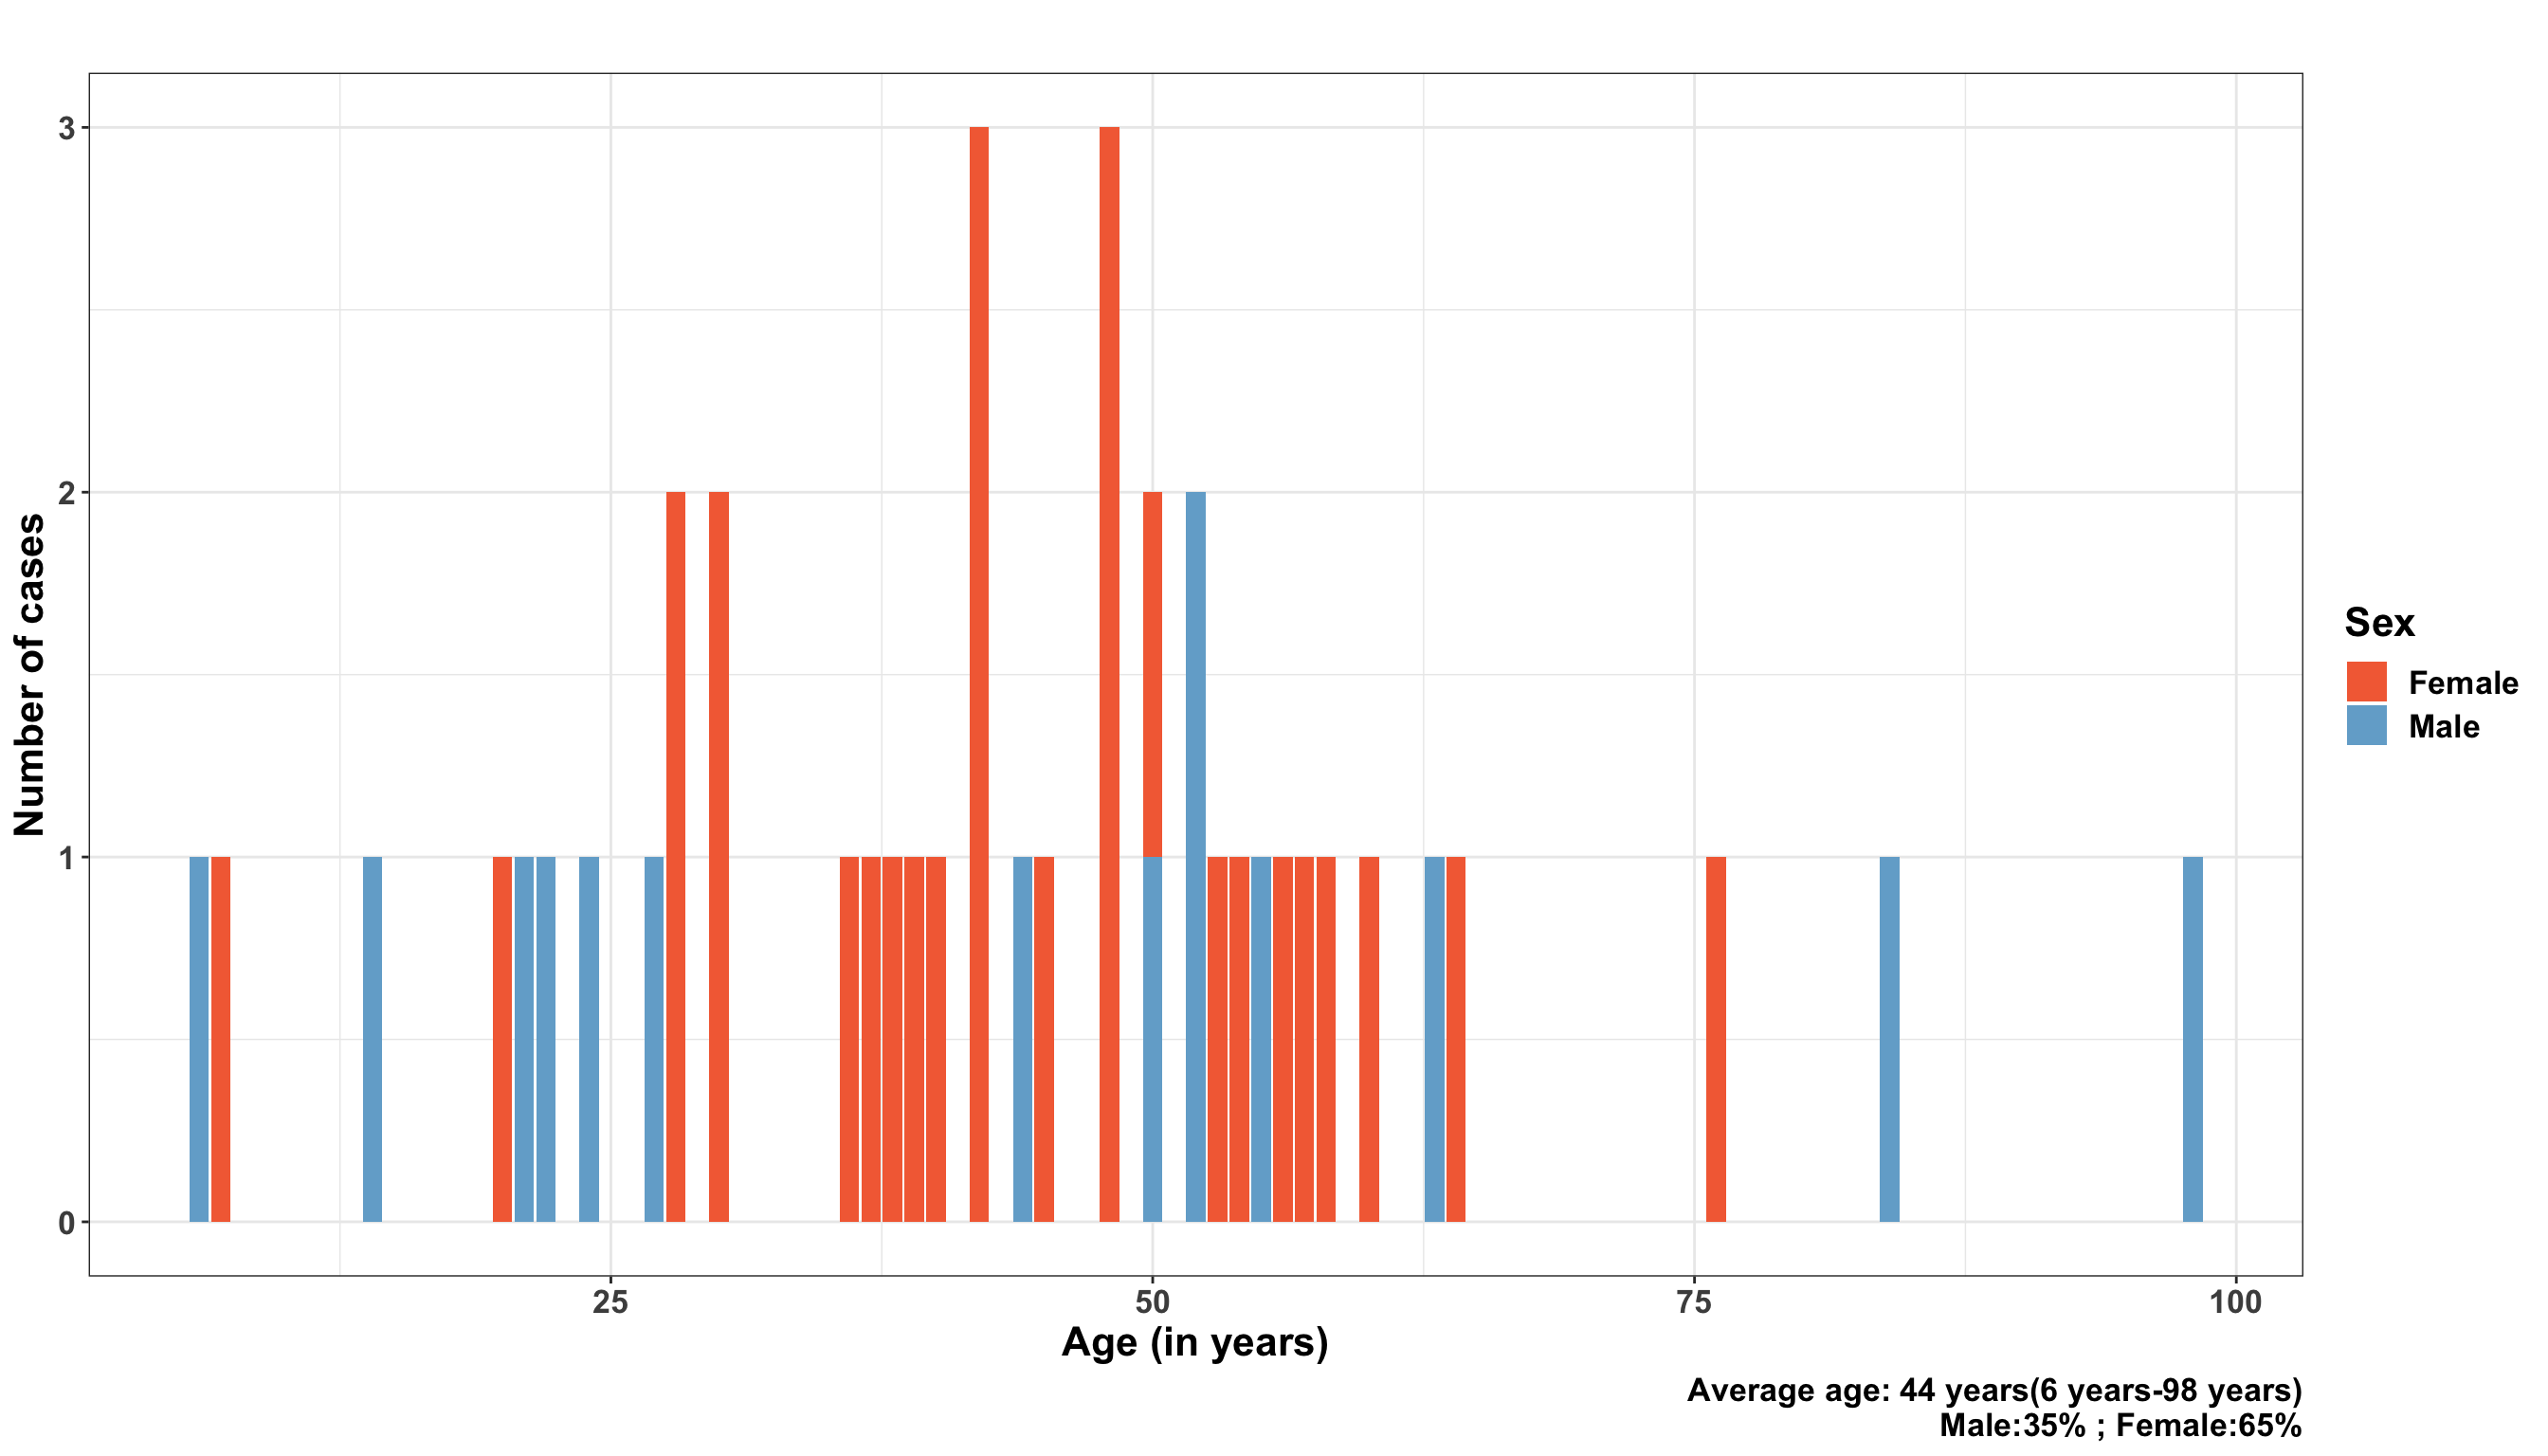 3
2
1
0
Number of cases
25
50
75
100
Age (in years)
Sex
Female
Male
Average age: 44 years(6 years-98 years)
Male:35% ; Female:65%